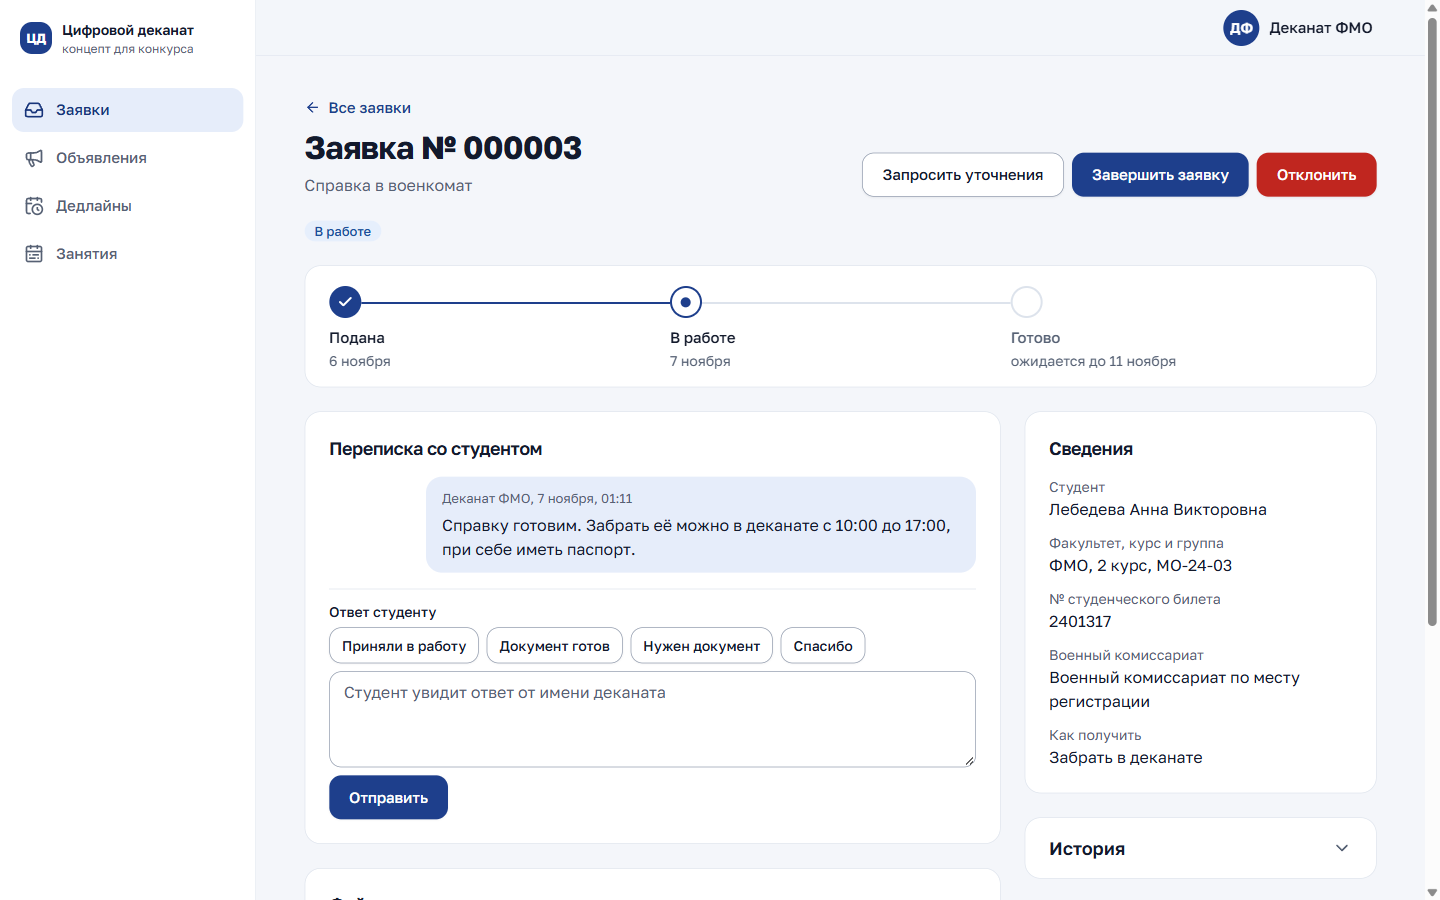 ЦД
Цифровой деканат
концепт для конкурса
Заявки
Объявления
Дедлайны
Занятия
ДФ
Деканат ФМО
Все заявки
Заявка № 000003
Справка в военкомат
В работе
Запросить уточнения
Завершить заявку
Отклонить
Подана
6 ноября
В работе
7 ноября
Готово
ожидается до 11 ноября
Переписка со студентом
Деканат ФМО, 7 ноября, 01:11
Справку готовим. Забрать её можно в деканате с 10:00 до 17:00,
при себе иметь паспорт.
Ответ студенту
Приняли в работу
Документ готов
Нужен документ
Спасибо
Студент увидит ответ от имени деканата
Отправить
Сведения
Студент
Лебедева Анна Викторовна
Факультет, курс и группа
ФМО, 2 курс, МО-24-03
№ студенческого билета
2401317
Военный комиссариат
Военный комиссариат по месту
регистрации
Как получить
Забрать в деканате
История